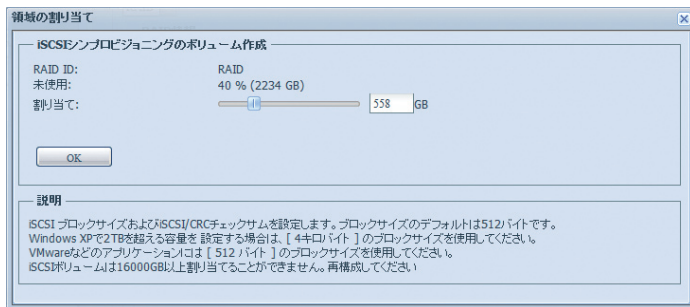 領域の割り当て
iSCSIシンプロビジョニングのボリューム作成
RAID ID: RAID
未使用: 40 % (2234 GB)
割り当て: 558 GB
OK
説明
iSCSI ブロックサイズおよびiSCSI/CRCチェックサムを設定します。ブロックサイズのデフォルトは512バイトです。
Windows XPで2TBを超える容量を 設定する場合は、[ 4キロバイト ] のブロックサイズを使用してください。
VMwareなどのアプリケーションには [ 512 バイト ] のブロックサイズを使用してください。
iSCSIボリュームは16000GB以上割り当てることができません。再構成してください